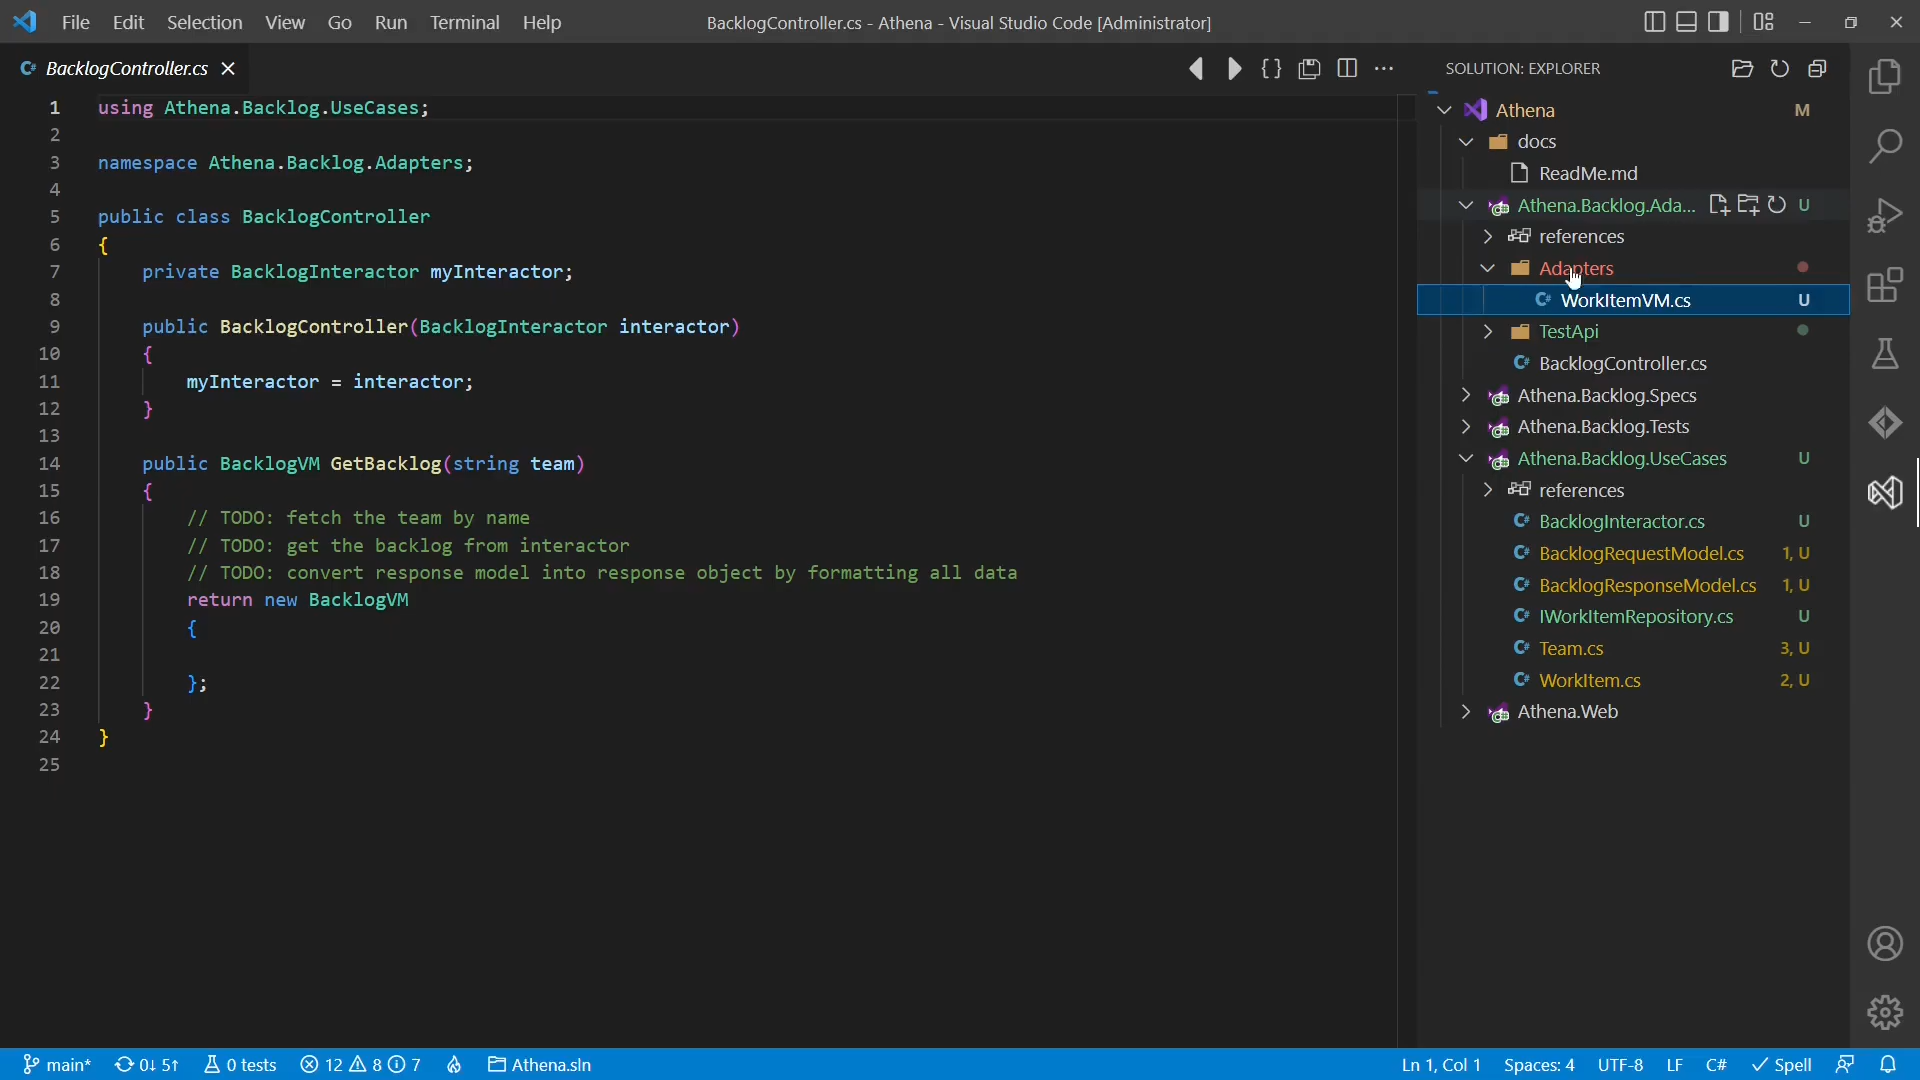 File Edit Selection View Go Run Terminal Help
BacklogController.cs - Athena - Visual Studio Code [Administrator]
C# BacklogController.cs
1 using Athena.Backlog.UseCases;
2
3 namespace Athena.Backlog.Adapters;
4
5 public class BacklogController
6 {
7 private BacklogInteractor myInteractor;
8
9 public BacklogController(BacklogInteractor interactor)
10 {
11 myInteractor = interactor;
12 }
13
14 public BacklogVM GetBacklog(string team)
15 {
16 // TODO: fetch the team by name
17 // TODO: get the backlog from interactor
18 // TODO: convert response model into response object by formatting all data
19 return new BacklogVM
20 {
21
22 };
23 }
24 }
25
SOLUTION: EXPLORER
Athena M
docs
ReadMe.md
Athena.Backlog.Ada... U
references
Adapters
C# WorkItemVM.cs U
TestApi
C# BacklogController.cs
Athena.Backlog.Specs
Athena.Backlog.Tests
Athena.Backlog.UseCases U
references
C# BacklogInteractor.cs U
C# BacklogRequestModel.cs 1, U
C# BacklogResponseModel.cs 1, U
C# IWorkItemRepository.cs U
C# Team.cs 3, U
C# WorkItem.cs 2, U
Athena.Web
main* 0↓ 5↑ 0 tests 12 8 7 Athena.sln
Ln 1, Col 1 Spaces: 4 UTF-8 LF C# Spell